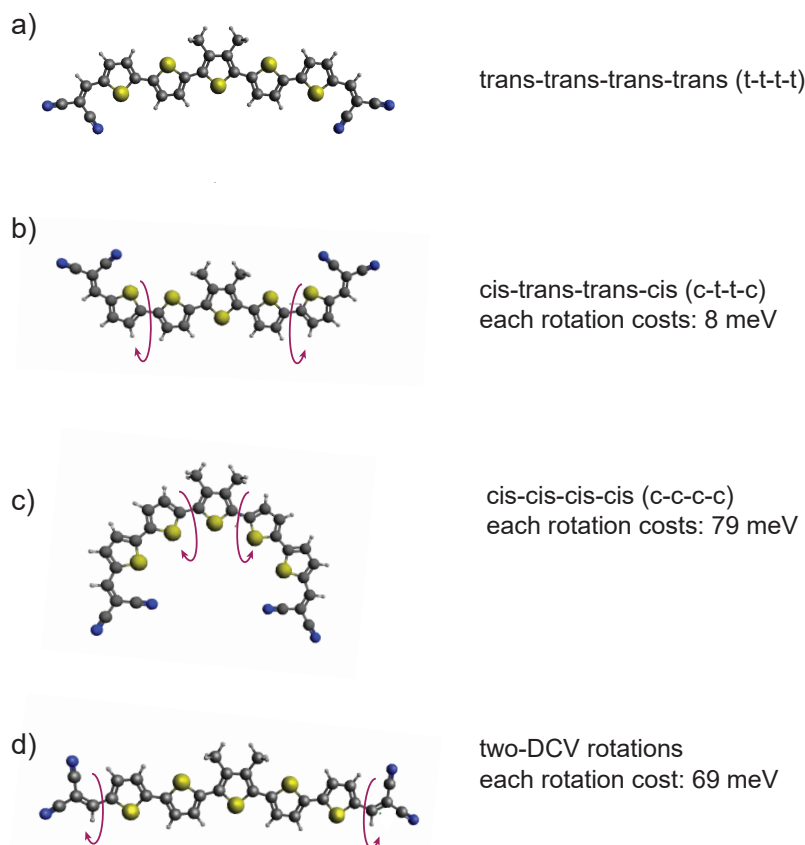 a)
trans-trans-trans-trans (t-t-t-t)
b)
cis-trans-trans-cis (c-t-t-c)
each rotation costs: 8 meV
c)
cis-cis-cis-cis (c-c-c-c)
each rotation costs: 79 meV
d)
two-DCV rotations
each rotation cost: 69 meV